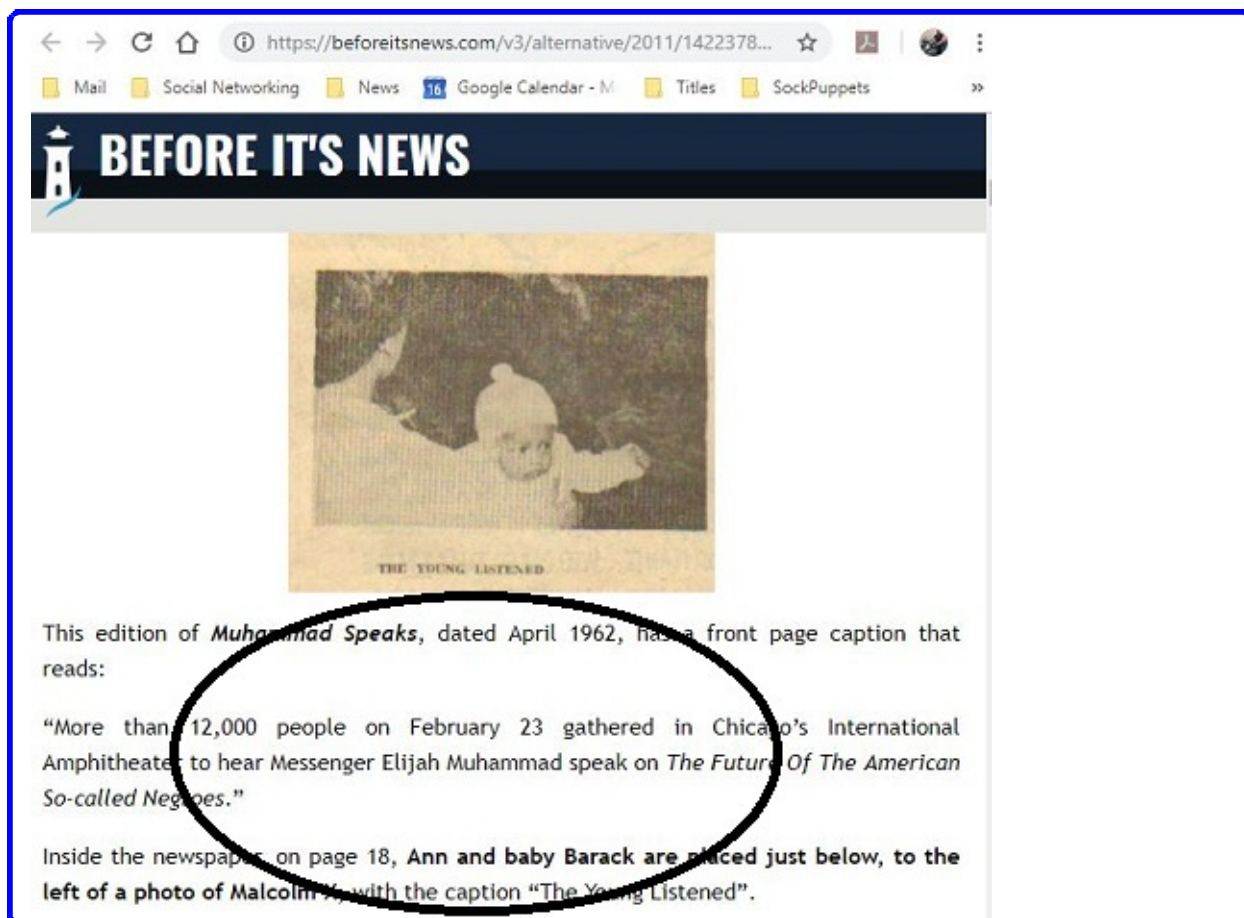 https://beforeitsnews.com/v3/alternative/2011/1422378...
Mail Social Networking News 16 Google Calendar - M Titles SockPuppets »
BEFORE IT'S NEWS
THE YOUNG LISTENED
This edition of Muhammad Speaks, dated April 1962, has a front page caption that
reads:
“More than 12,000 people on February 23 gathered in Chicago’s International
Amphitheater to hear Messenger Elijah Muhammad speak on The Future Of The American
So-called Negroes.”
Inside the newspaper, on page 18, Ann and baby Barack are placed just below, to the
left of a photo of Malcolm X, with the caption “The Young Listened”.